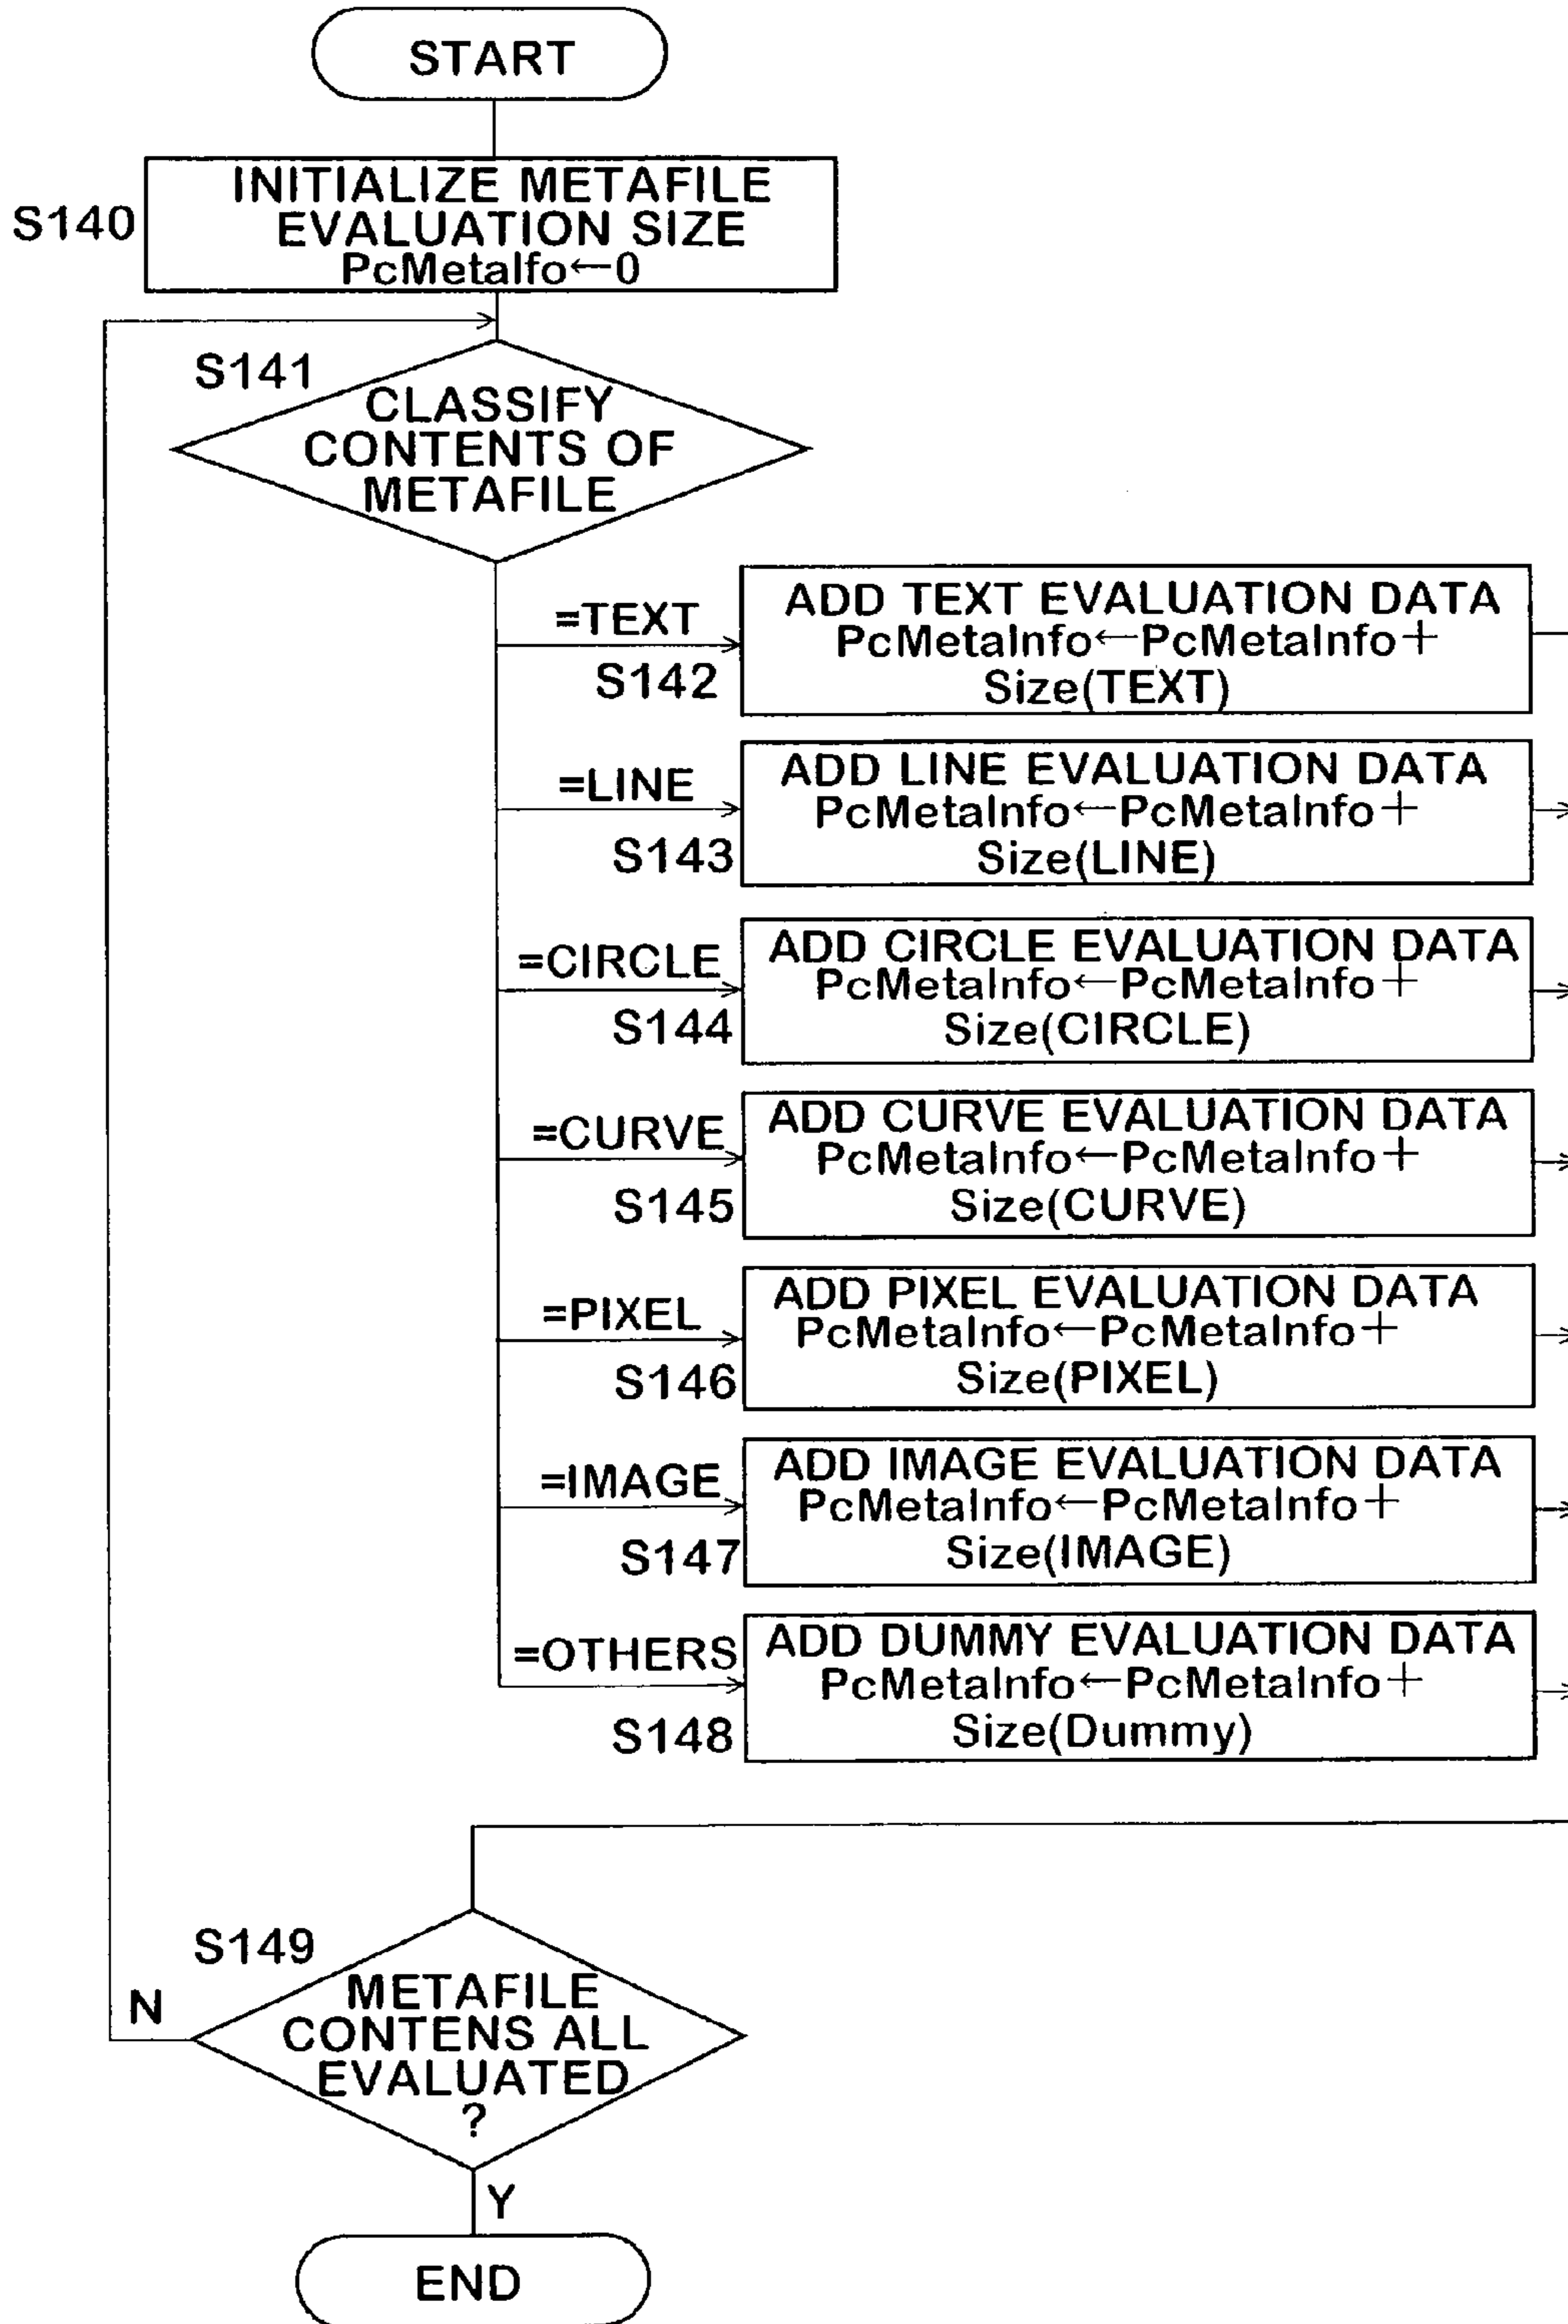 START
S140
INITIALIZE METAFILE
EVALUATION SIZE
PcMetaIfo←0
S141
CLASSIFY
CONTENTS OF
METAFILE
=TEXT
S142
ADD TEXT EVALUATION DATA
PcMetaInfo←PcMetaInfo+
Size(TEXT)
=LINE
S143
ADD LINE EVALUATION DATA
PcMetaInfo←PcMetaInfo+
Size(LINE)
=CIRCLE
S144
ADD CIRCLE EVALUATION DATA
PcMetaInfo←PcMetaInfo+
Size(CIRCLE)
=CURVE
S145
ADD CURVE EVALUATION DATA
PcMetaInfo←PcMetaInfo+
Size(CURVE)
=PIXEL
S146
ADD PIXEL EVALUATION DATA
PcMetaInfo←PcMetaInfo+
Size(PIXEL)
=IMAGE
S147
ADD IMAGE EVALUATION DATA
PcMetaInfo←PcMetaInfo+
Size(IMAGE)
=OTHERS
S148
ADD DUMMY EVALUATION DATA
PcMetaInfo←PcMetaInfo+
Size(Dummy)
S149
N
METAFILE
CONTENS ALL
EVALUATED
?
Y
END